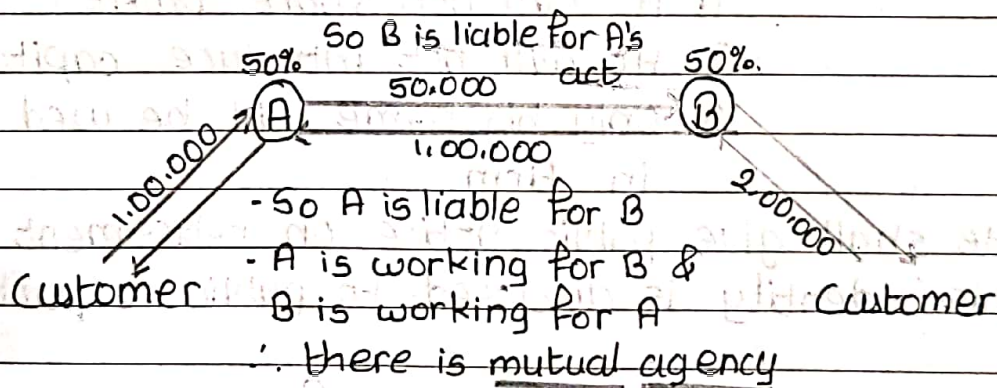 So B is liable for A's
act
50%
50%.
50.000
A
B
1.00.000
1.00.000
2.00.000
- So A is liable for B
- A is working for B &
B is working for A
Customer
Customer
∴ there is mutual agency